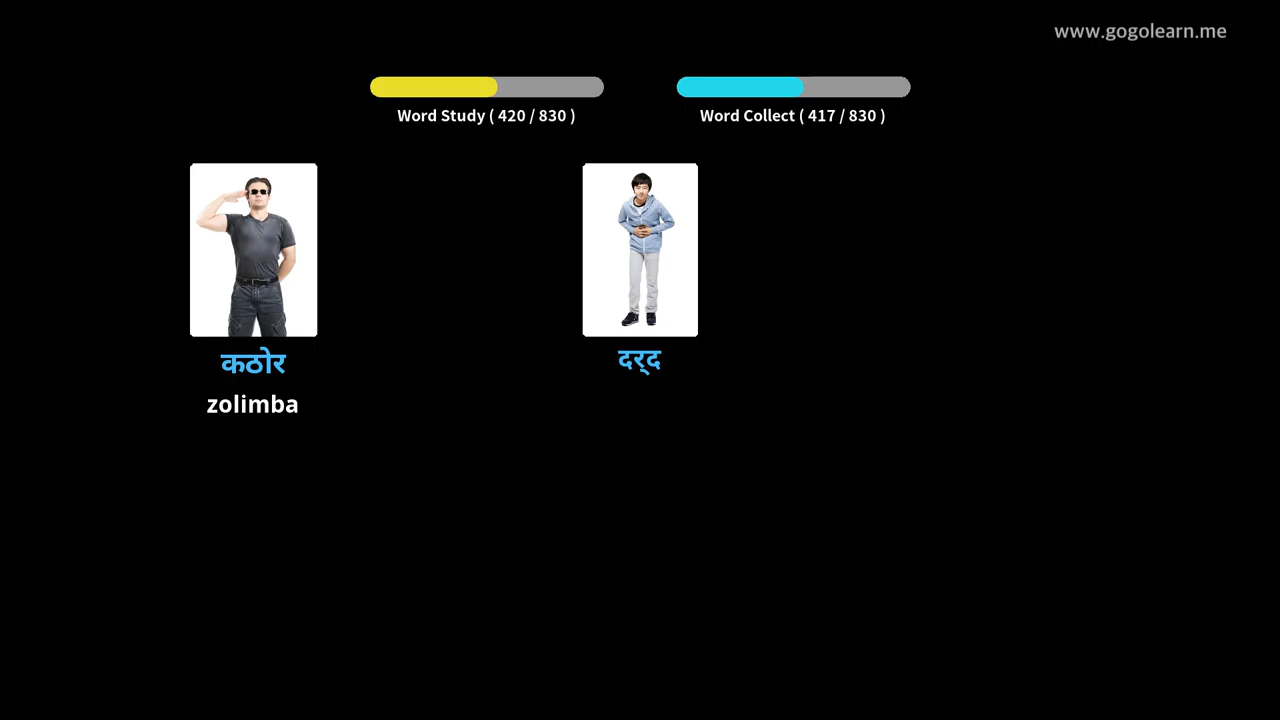 www.gogolearn.me
Word Study ( 420 / 830 )
Word Collect ( 417 / 830 )
कठोर
दर्द
zolimba